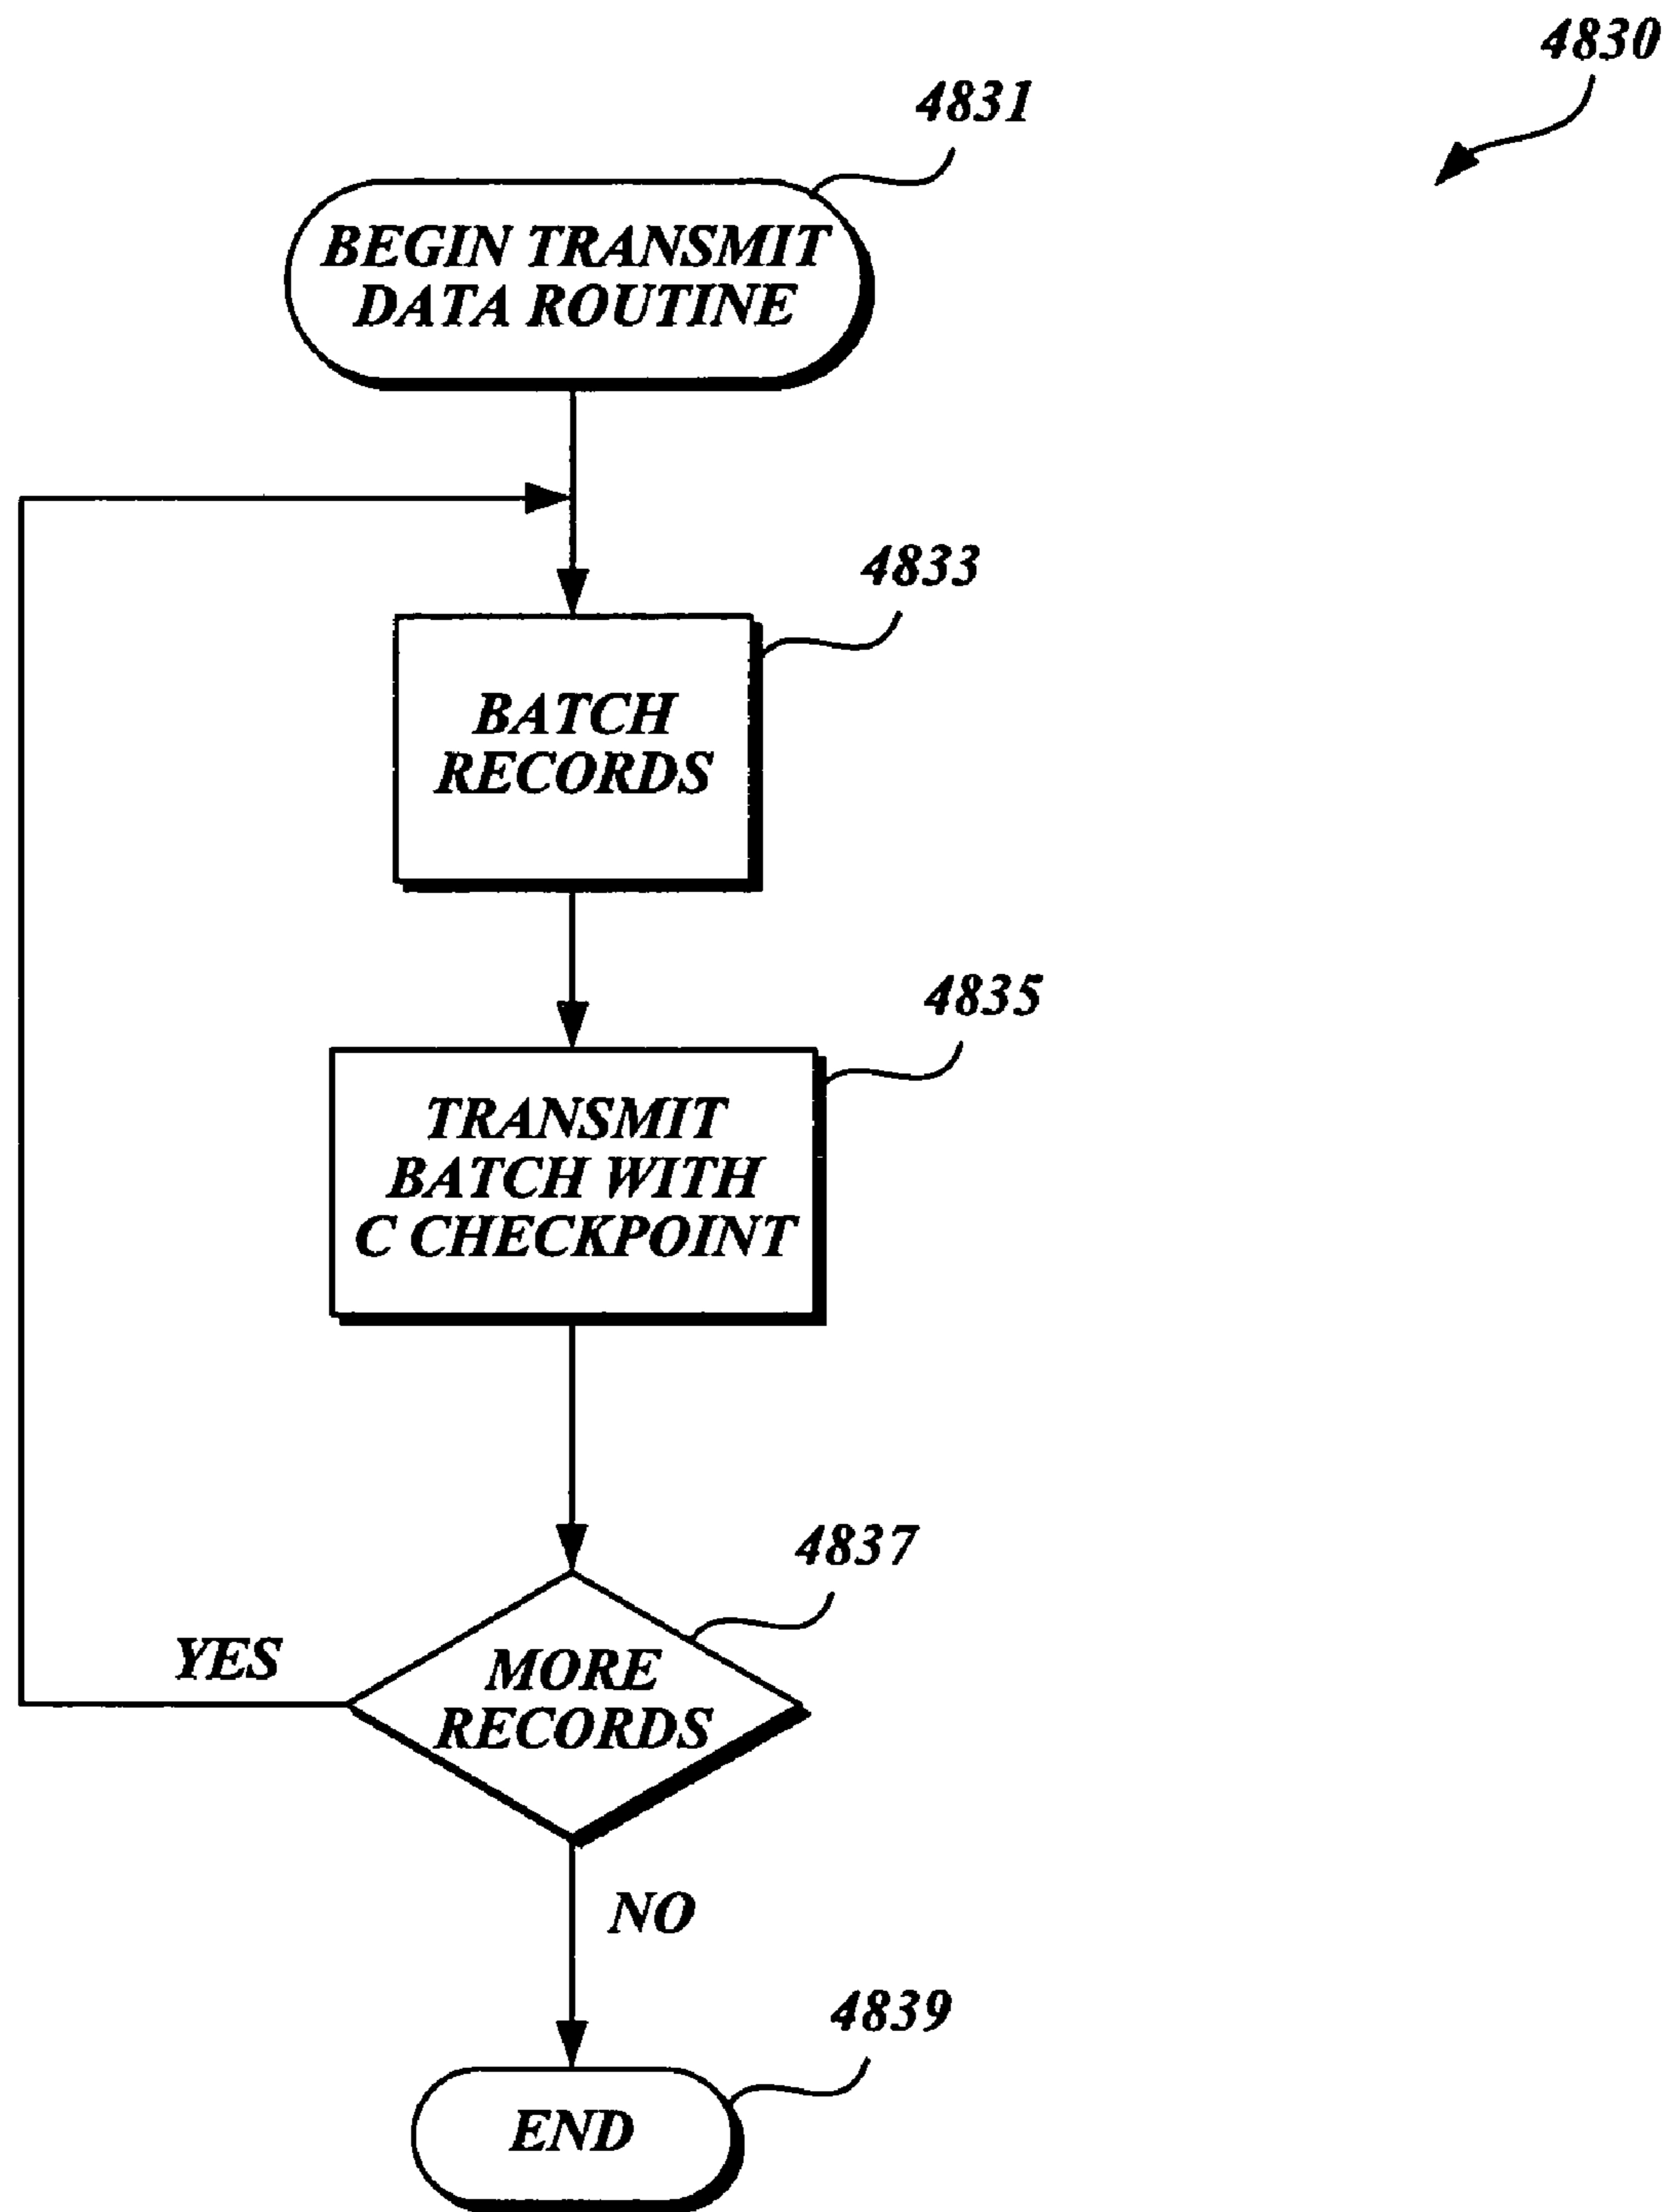 4830
4831
BEGIN TRANSMIT
DATA ROUTINE
4833
BATCH
RECORDS
4835
TRANSMIT
BATCH WITH
C CHECKPOINT
4837
YES
MORE
RECORDS
NO
4839
END